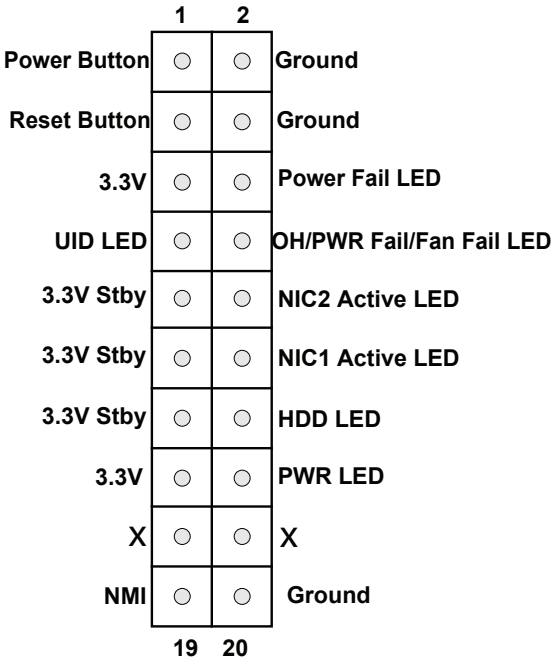 1 2
Power Button Ground
Reset Button Ground
3.3V Power Fail LED
UID LED OH/PWR Fail/Fan Fail LED
3.3V Stby NIC2 Active LED
3.3V Stby NIC1 Active LED
3.3V Stby HDD LED
3.3V PWR LED
X X
NMI Ground
19 20